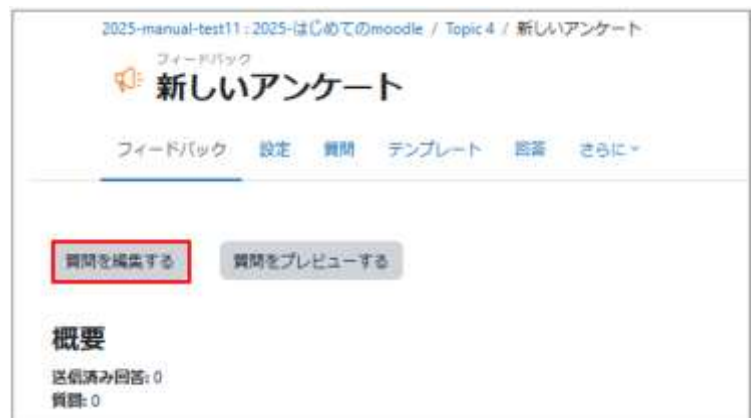 2025-manual-test11 : 2025-はじめてのmoodle / Topic 4 / 新しいアンケート
フィードバック
新しいアンケート
フィードバック 設定 質問 テンプレート 回答 さらに
質問を編集する 質問をプレビューする
概要
送信済み回答: 0
質問: 0